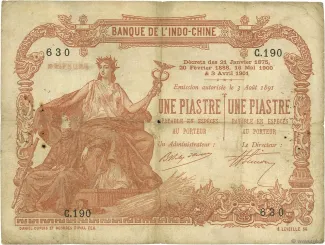 BANQUE DE L'INDO-CHINE
630
C.190
Décrets des 21 Janvier 1875,
20 Février 1888, 16 Mai 1900
& 3 Avril 1901
Emission autorisée le 3 Août 1891
UNE PIASTRE UNE PIASTRE
PAYABLE EN ESPÈCES PAYABLE EN ESPÈCES
AU PORTEUR AU PORTEUR
Un Administrateur : Le Directeur :
C.190
630